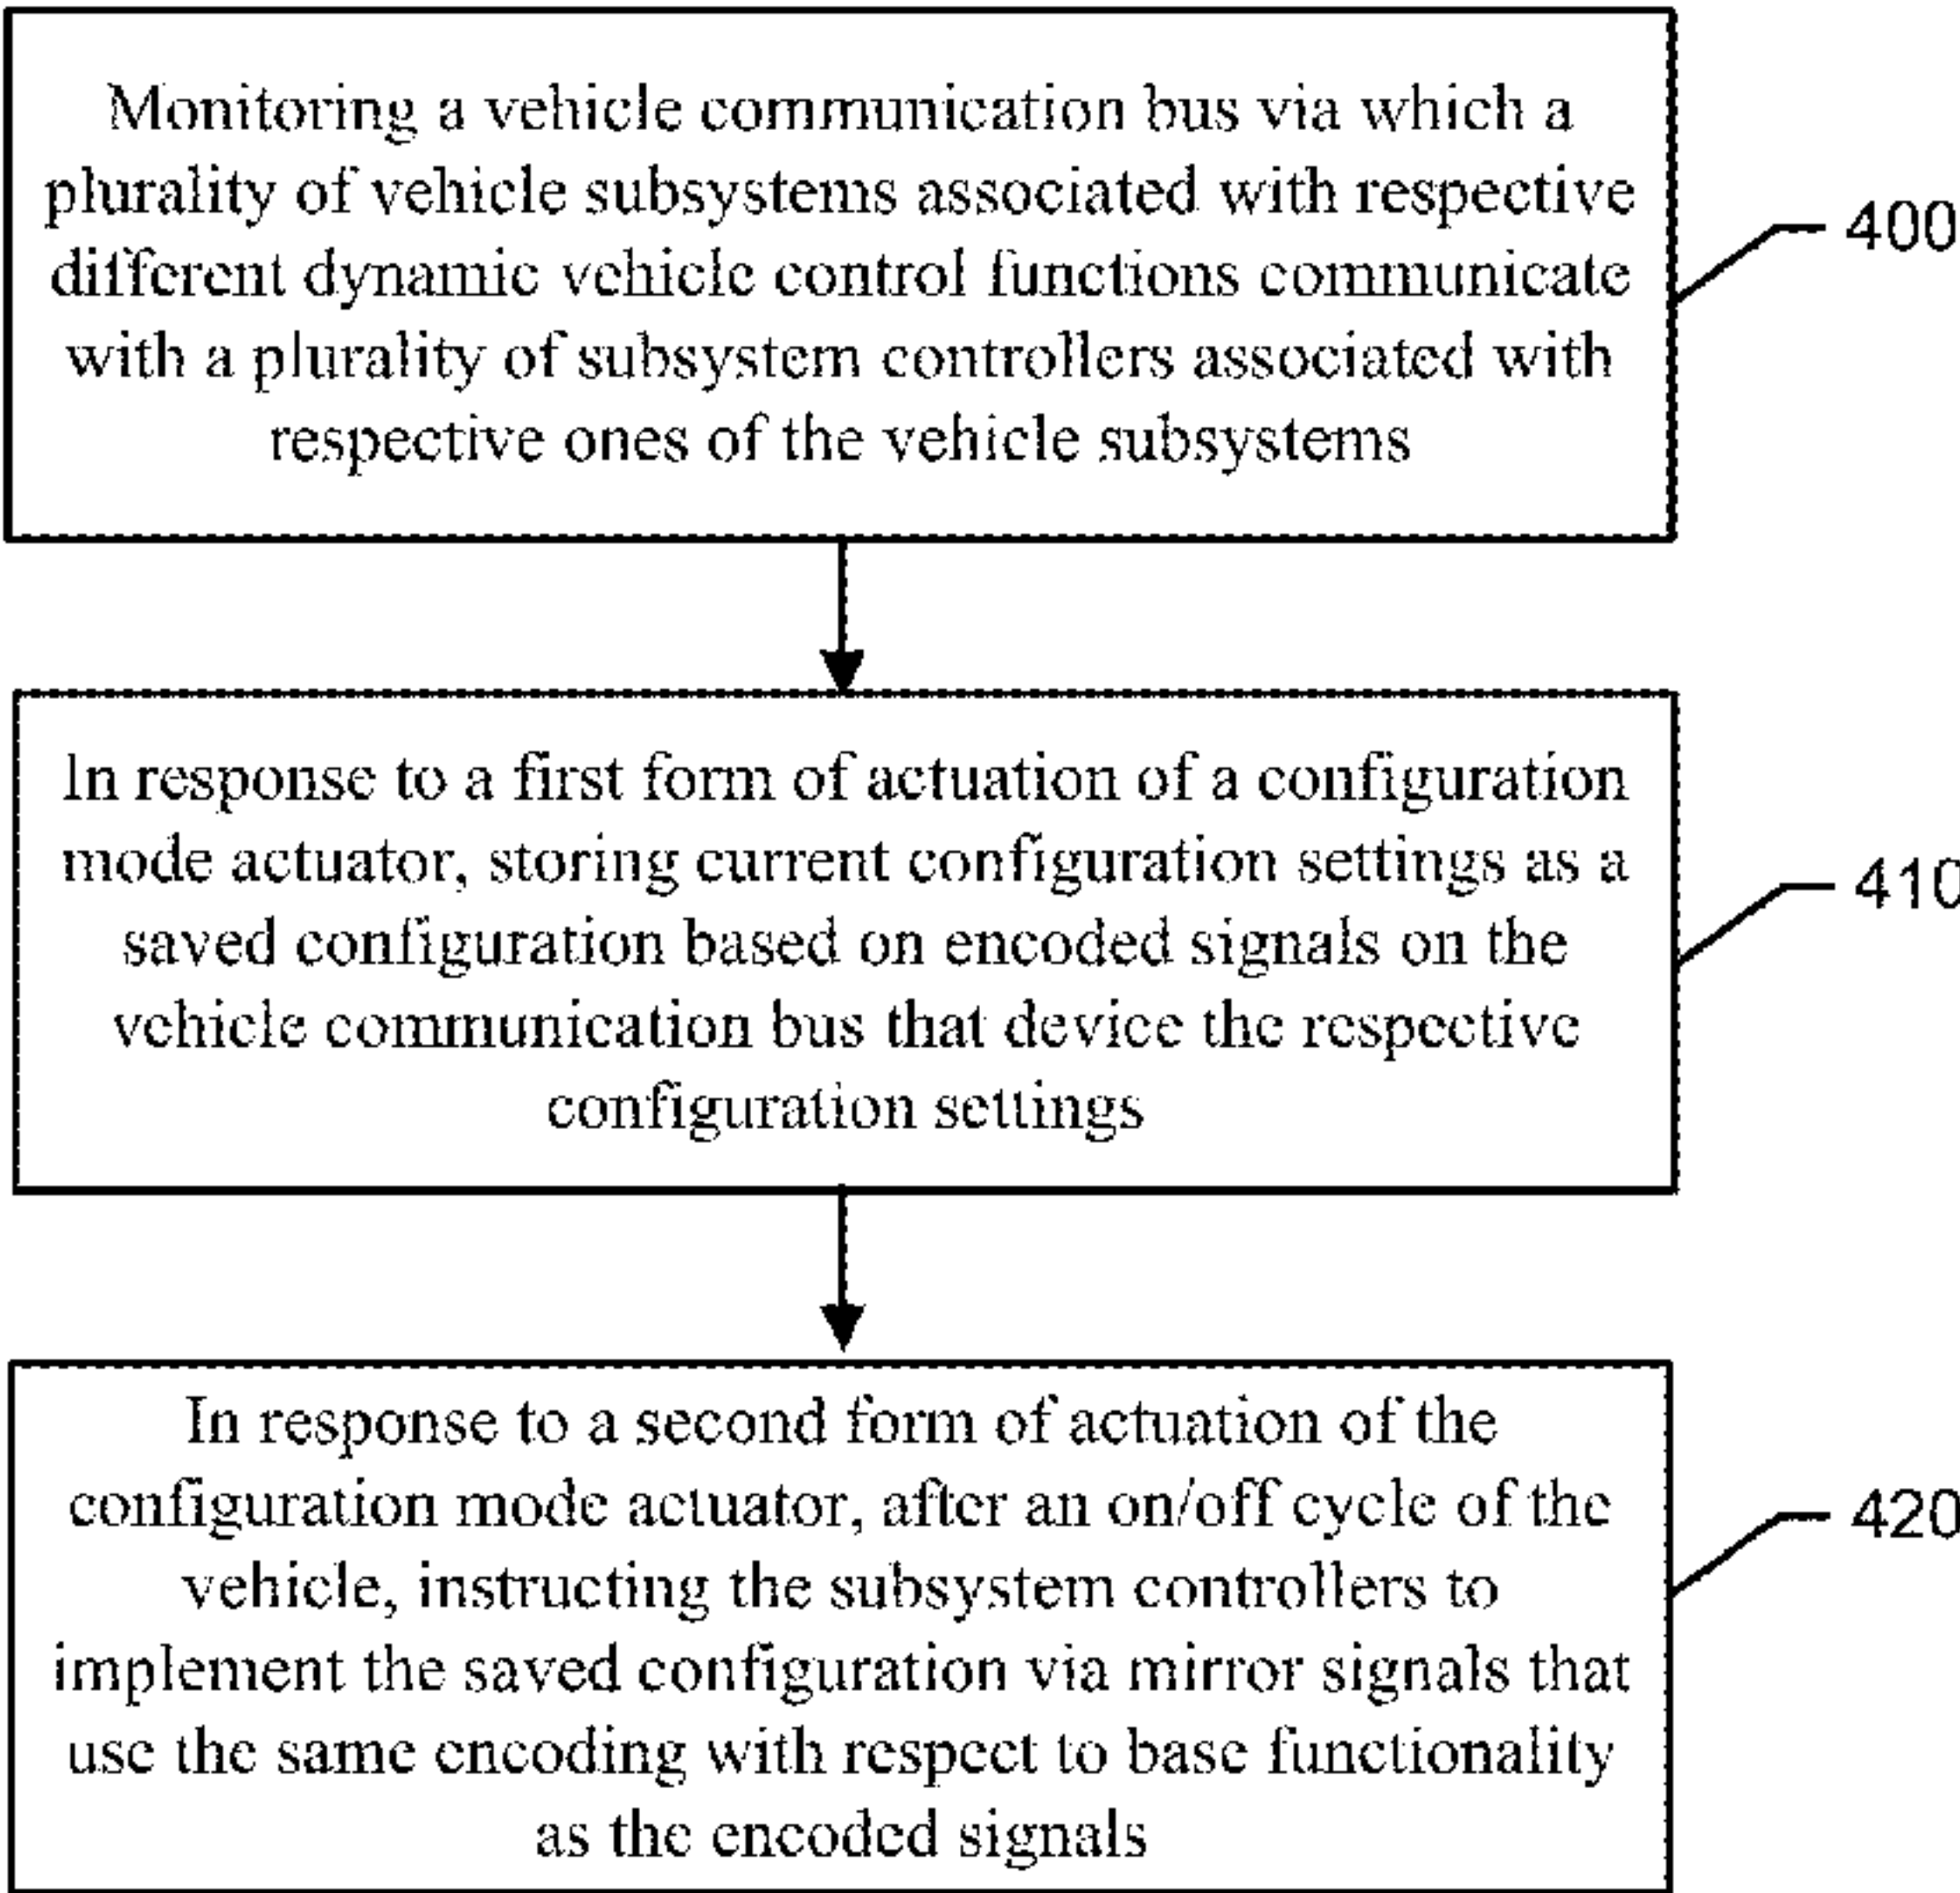 Monitoring a vehicle communication bus via which a
plurality of vehicle subsystems associated with respective
different dynamic vehicle control functions communicate
with a plurality of subsystem controllers associated with
respective ones of the vehicle subsystems
400
In response to a first form of actuation of a configuration
mode actuator, storing current configuration settings as a
saved configuration based on encoded signals on the
vehicle communication bus that device the respective
configuration settings
410
In response to a second form of actuation of the
configuration mode actuator, after an on/off cycle of the
vehicle, instructing the subsystem controllers to
implement the saved configuration via mirror signals that
use the same encoding with respect to base functionality
as the encoded signals
420